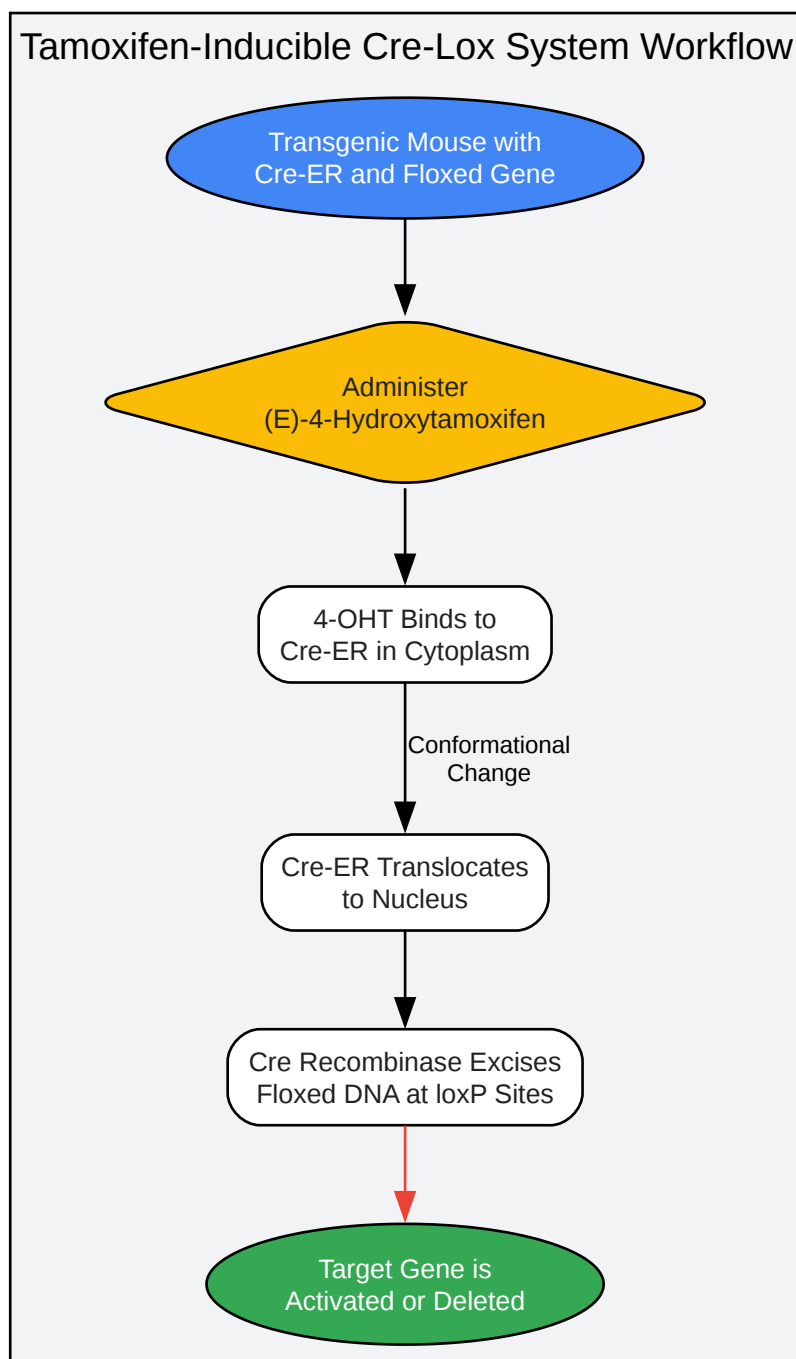 Tamoxifen-Inducible Cre-Lox System Workflow
Transgenic Mouse with
Cre-ER and Floxed Gene
Administer
(E)-4-Hydroxytamoxifen
4-OHT Binds to
Cre-ER in Cytoplasm
Conformational
Change
Cre-ER Translocates
to Nucleus
Cre Recombinase Excises
Floxed DNA at loxP Sites
Target Gene is
Activated or Deleted